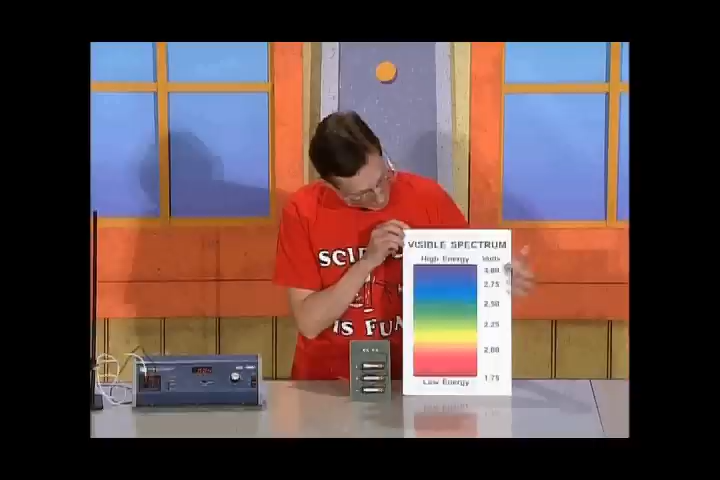 VISIBLE SPECTRUM
High Energy Volts
3.00
2.75
2.50
2.25
2.00
Low Energy 1.75
IS FUN